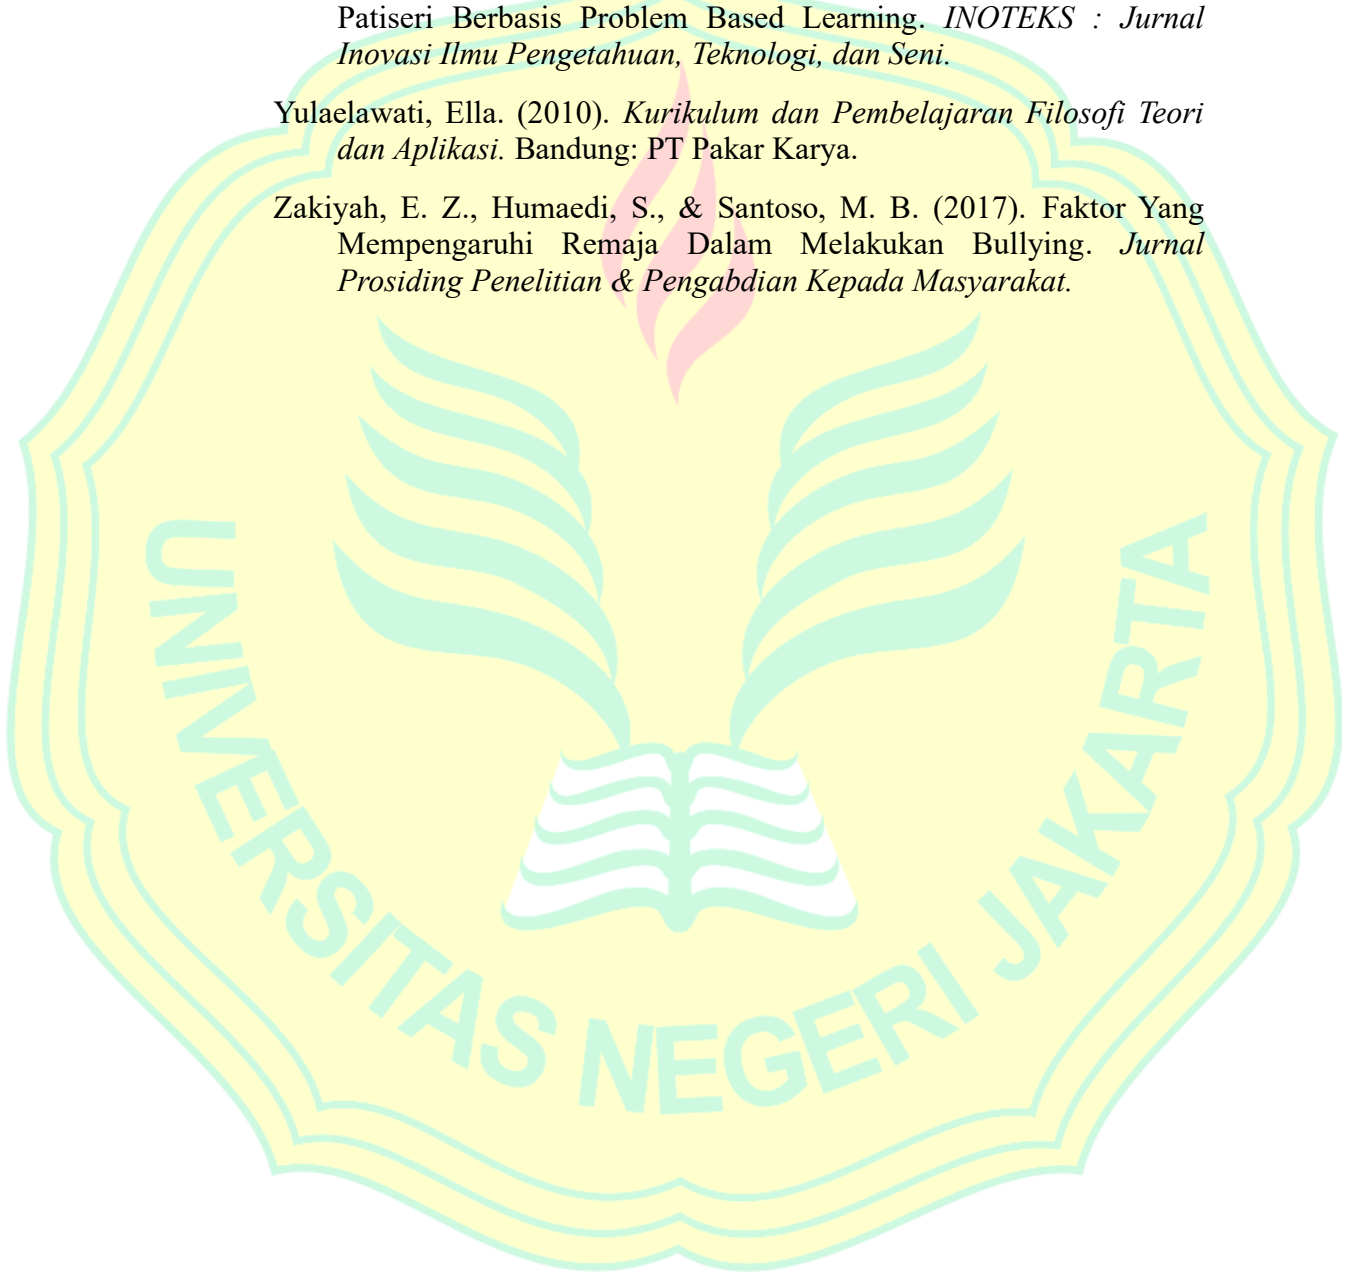 Patiseri Berbasis Problem Based Learning. INOTEKS : Jurnal
Inovasi Ilmu Pengetahuan, Teknologi, dan Seni.
Yulaelawati, Ella. (2010). Kurikulum dan Pembelajaran Filosofi Teori
dan Aplikasi. Bandung: PT Pakar Karya.
Zakiyah, E. Z., Humaedi, S., & Santoso, M. B. (2017). Faktor Yang
Mempengaruhi Remaja Dalam Melakukan Bullying. Jurnal
Prosiding Penelitian & Pengabdian Kepada Masyarakat.
UNIVERSITAS NEGERI JAKARTA